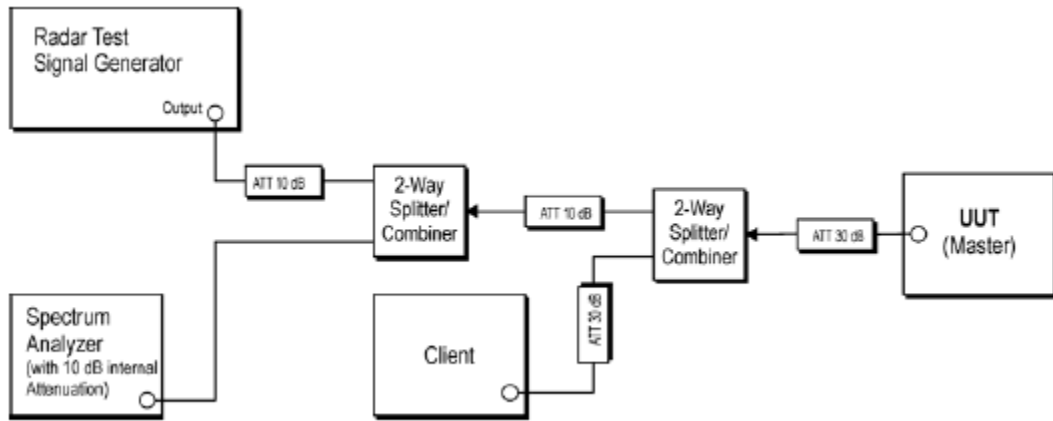 Radar Test
Signal Generator
Output
ATT 10 dB
2-Way
Splitter/
Combiner
ATT 10 dB
2-Way
Splitter/
Combiner
ATT 30 dB
UUT
(Master)
Spectrum
Analyzer
(with 10 dB internal
Attenuation)
Client
ATT 30 dB